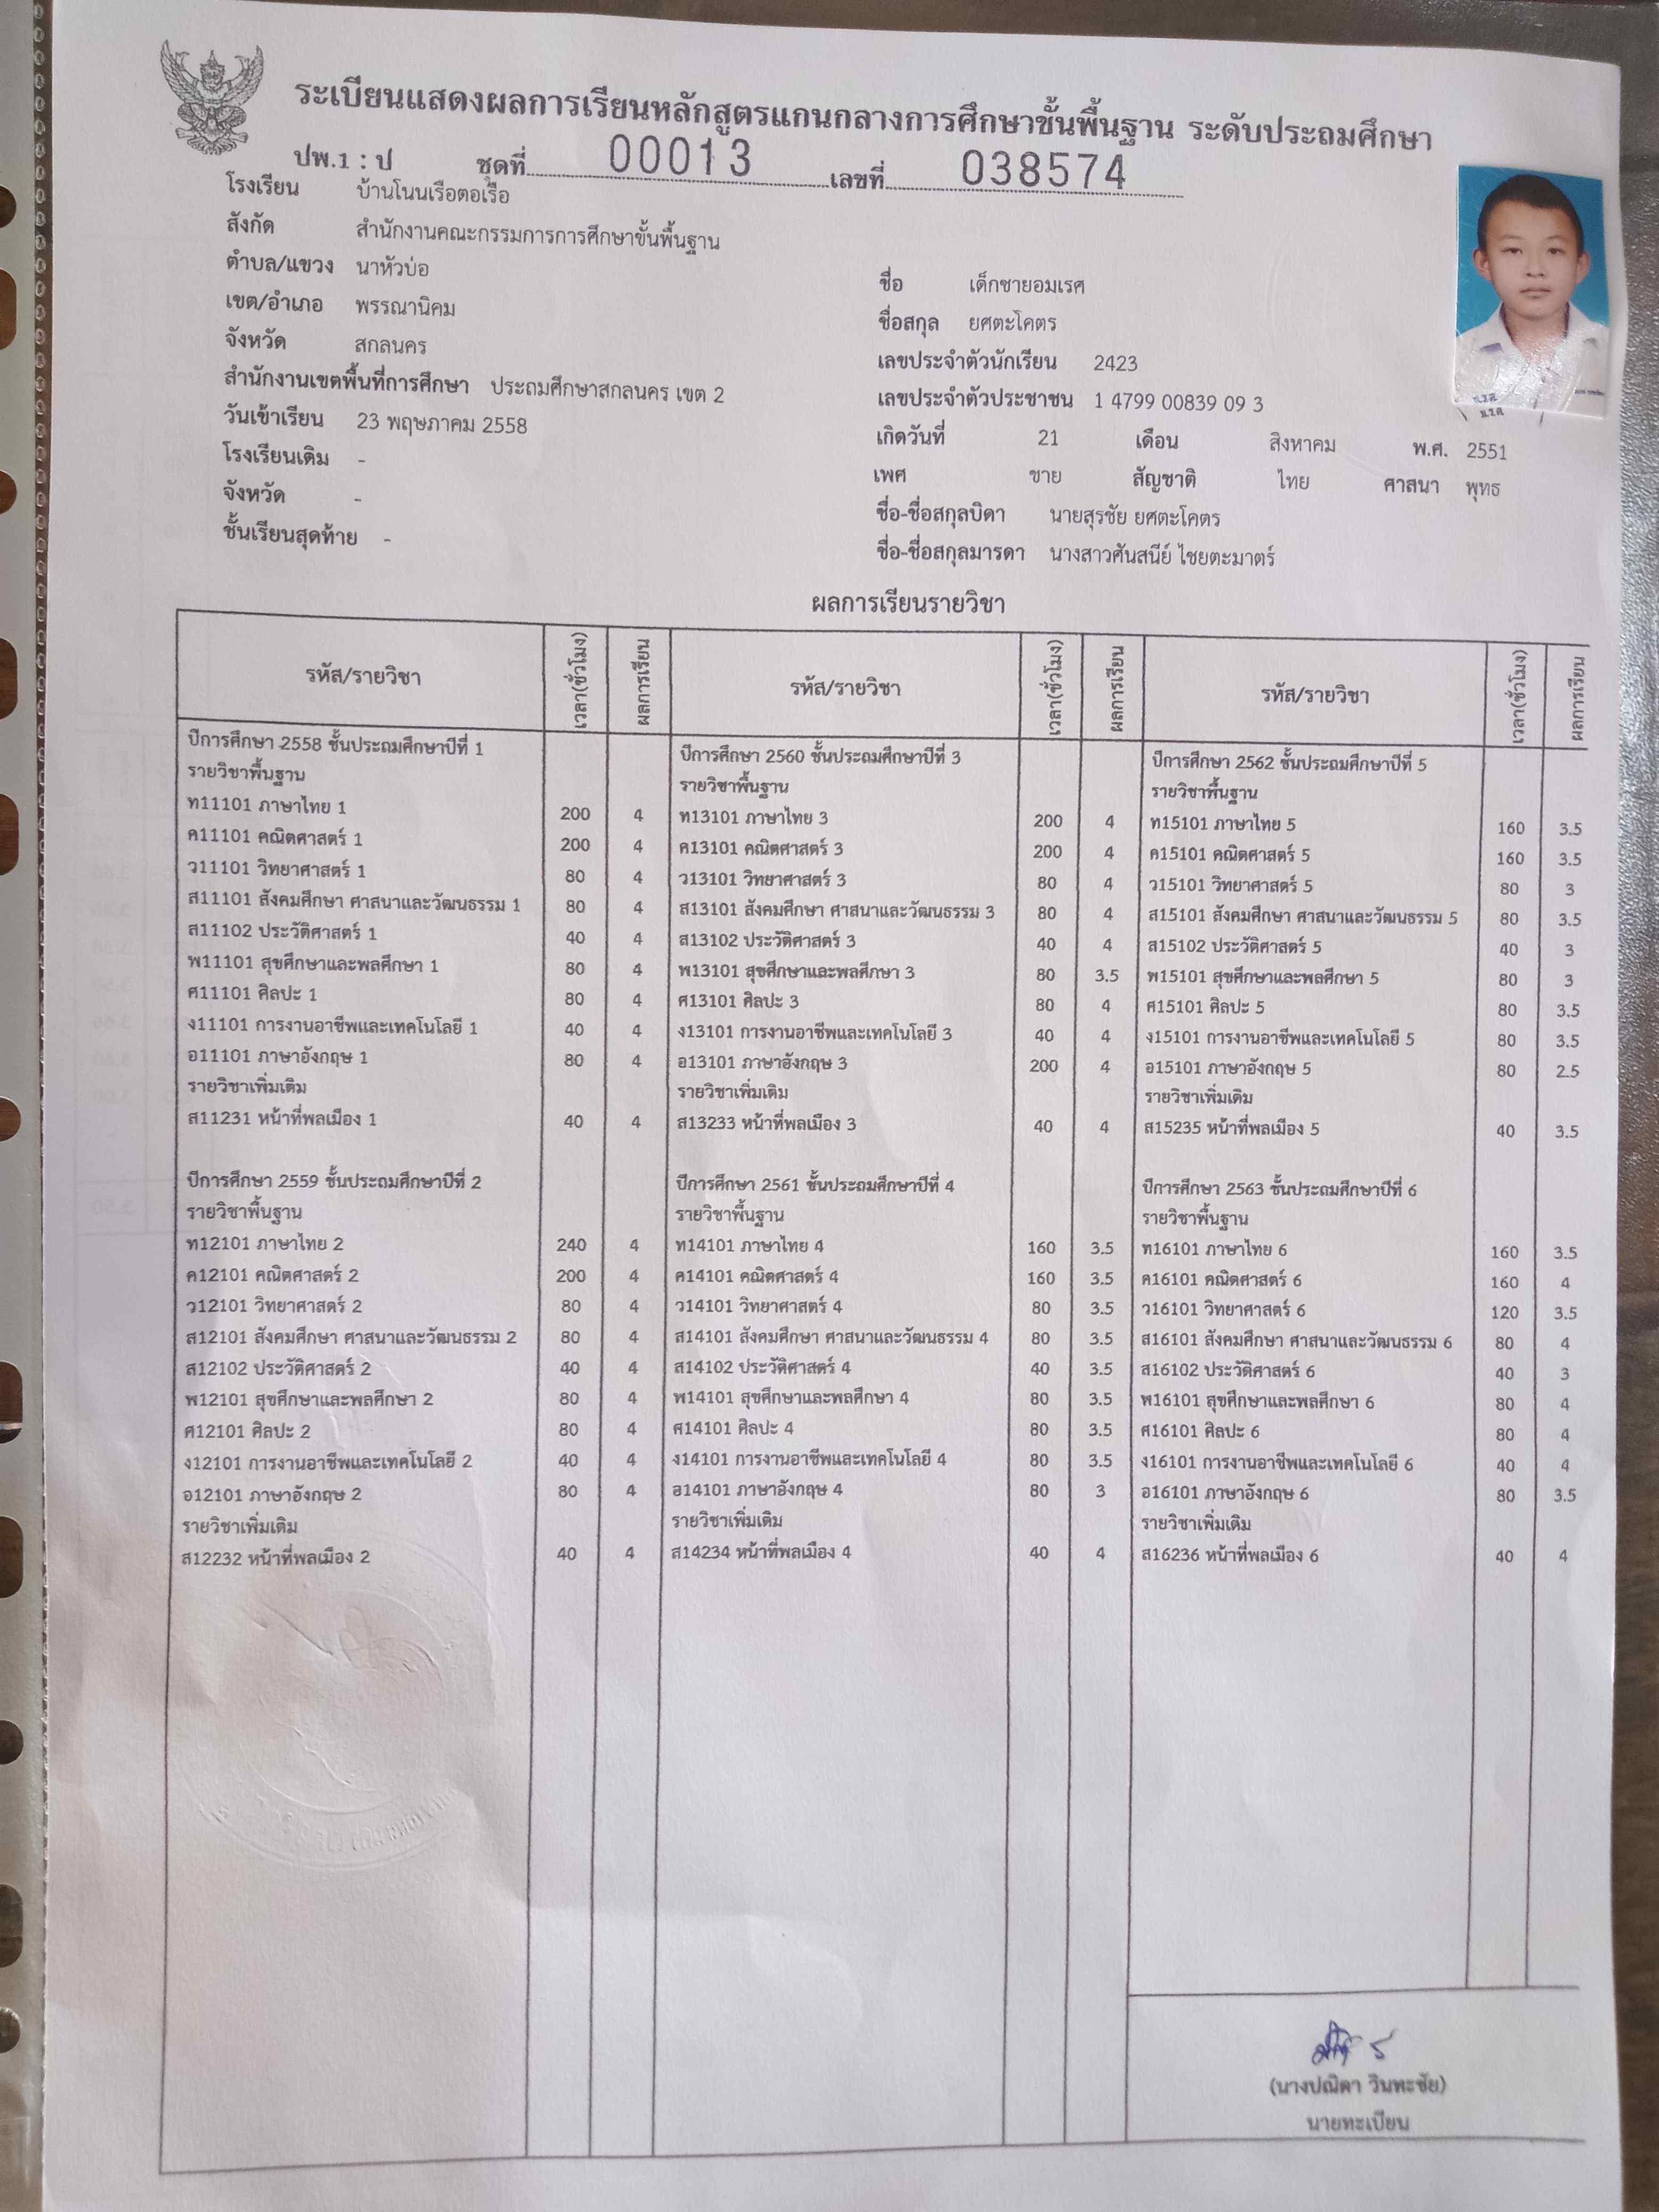 ระเบียนแสดงผลการเรียนหลักสูตรแกนกลางการศึกษาขั้นพื้นฐาน ระดับประถมศึกษา
ปพ.1 : ป ชุดที่ 00013 เลขที่ 038574
โรงเรียน บ้านโนนเรือตอเรือ
สังกัด สำนักงานคณะกรรมการการศึกษาขั้นพื้นฐาน
ตำบล/แขวง นาหัวบ่อ
เขต/อำเภอ พรรณานิคม
จังหวัด สกลนคร
สำนักงานเขตพื้นที่การศึกษา ประถมศึกษาสกลนคร เขต 2
วันเข้าเรียน 23 พฤษภาคม 2558
โรงเรียนเดิม -
จังหวัด -
ชั้นเรียนสุดท้าย -
ชื่อ เด็กชายอมเรศ
ชื่อสกุล ยศตะโคตร
เลขประจำตัวนักเรียน 2423
เลขประจำตัวประชาชน 1 4799 00839 09 3
เกิดวันที่ 21 เดือน สิงหาคม พ.ศ. 2551
เพศ ชาย สัญชาติ ไทย ศาสนา พุทธ
ชื่อ-ชื่อสกุลบิดา นายสุรชัย ยศตะโคตร
ชื่อ-ชื่อสกุลมารดา นางสาวศันสนีย์ ไชยตะมาตร์
ผลการเรียนรายวิชา
รหัส/รายวิชา เวลา(ชั่วโมง) ผลการเรียน รหัส/รายวิชา เวลา(ชั่วโมง) ผลการเรียน รหัส/รายวิชา เวลา(ชั่วโมง) ผลการเรียน
ปีการศึกษา 2558 ชั้นประถมศึกษาปีที่ 1
รายวิชาพื้นฐาน
ท11101 ภาษาไทย 1 200 4
ค11101 คณิตศาสตร์ 1 200 4
ว11101 วิทยาศาสตร์ 1 80 4
ส11101 สังคมศึกษา ศาสนาและวัฒนธรรม 1 80 4
ส11102 ประวัติศาสตร์ 1 40 4
พ11101 สุขศึกษาและพลศึกษา 1 80 4
ศ11101 ศิลปะ 1 80 4
ง11101 การงานอาชีพและเทคโนโลยี 1 40 4
อ11101 ภาษาอังกฤษ 1 80 4
รายวิชาเพิ่มเติม
ส11231 หน้าที่พลเมือง 1 40 4
ปีการศึกษา 2559 ชั้นประถมศึกษาปีที่ 2
รายวิชาพื้นฐาน
ท12101 ภาษาไทย 2 240 4
ค12101 คณิตศาสตร์ 2 200 4
ว12101 วิทยาศาสตร์ 2 80 4
ส12101 สังคมศึกษา ศาสนาและวัฒนธรรม 2 80 4
ส12102 ประวัติศาสตร์ 2 40 4
พ12101 สุขศึกษาและพลศึกษา 2 80 4
ศ12101 ศิลปะ 2 80 4
ง12101 การงานอาชีพและเทคโนโลยี 2 40 4
อ12101 ภาษาอังกฤษ 2 80 4
รายวิชาเพิ่มเติม
ส12232 หน้าที่พลเมือง 2 40 4
ปีการศึกษา 2560 ชั้นประถมศึกษาปีที่ 3
รายวิชาพื้นฐาน
ท13101 ภาษาไทย 3 200 4
ค13101 คณิตศาสตร์ 3 200 4
ว13101 วิทยาศาสตร์ 3 80 4
ส13101 สังคมศึกษา ศาสนาและวัฒนธรรม 3 80 4
ส13102 ประวัติศาสตร์ 3 40 4
พ13101 สุขศึกษาและพลศึกษา 3 80 3.5
ศ13101 ศิลปะ 3 80 4
ง13101 การงานอาชีพและเทคโนโลยี 3 40 4
อ13101 ภาษาอังกฤษ 3 200 4
รายวิชาเพิ่มเติม
ส13233 หน้าที่พลเมือง 3 40 4
ปีการศึกษา 2561 ชั้นประถมศึกษาปีที่ 4
รายวิชาพื้นฐาน
ท14101 ภาษาไทย 4 160 3.5
ค14101 คณิตศาสตร์ 4 160 3.5
ว14101 วิทยาศาสตร์ 4 80 3.5
ส14101 สังคมศึกษา ศาสนาและวัฒนธรรม 4 80 3.5
ส14102 ประวัติศาสตร์ 4 40 3.5
พ14101 สุขศึกษาและพลศึกษา 4 80 3.5
ศ14101 ศิลปะ 4 80 3.5
ง14101 การงานอาชีพและเทคโนโลยี 4 80 3.5
อ14101 ภาษาอังกฤษ 4 80 3
รายวิชาเพิ่มเติม
ส14234 หน้าที่พลเมือง 4 40 4
ปีการศึกษา 2562 ชั้นประถมศึกษาปีที่ 5
รายวิชาพื้นฐาน
ท15101 ภาษาไทย 5 160 3.5
ค15101 คณิตศาสตร์ 5 160 3.5
ว15101 วิทยาศาสตร์ 5 80 3
ส15101 สังคมศึกษา ศาสนาและวัฒนธรรม 5 80 3.5
ส15102 ประวัติศาสตร์ 5 40 3
พ15101 สุขศึกษาและพลศึกษา 5 80 3
ศ15101 ศิลปะ 5 80 3.5
ง15101 การงานอาชีพและเทคโนโลยี 5 80 3.5
อ15101 ภาษาอังกฤษ 5 80 2.5
รายวิชาเพิ่มเติม
ส15235 หน้าที่พลเมือง 5 40 3.5
ปีการศึกษา 2563 ชั้นประถมศึกษาปีที่ 6
รายวิชาพื้นฐาน
ท16101 ภาษาไทย 6 160 3.5
ค16101 คณิตศาสตร์ 6 160 4
ว16101 วิทยาศาสตร์ 6 120 3.5
ส16101 สังคมศึกษา ศาสนาและวัฒนธรรม 6 80 4
ส16102 ประวัติศาสตร์ 6 40 3
พ16101 สุขศึกษาและพลศึกษา 6 80 4
ศ16101 ศิลปะ 6 80 4
ง16101 การงานอาชีพและเทคโนโลยี 6 40 4
อ16101 ภาษาอังกฤษ 6 80 3.5
รายวิชาเพิ่มเติม
ส16236 หน้าที่พลเมือง 6 40 4
(นางปณิดา วินทะชัย)
นายทะเบียน